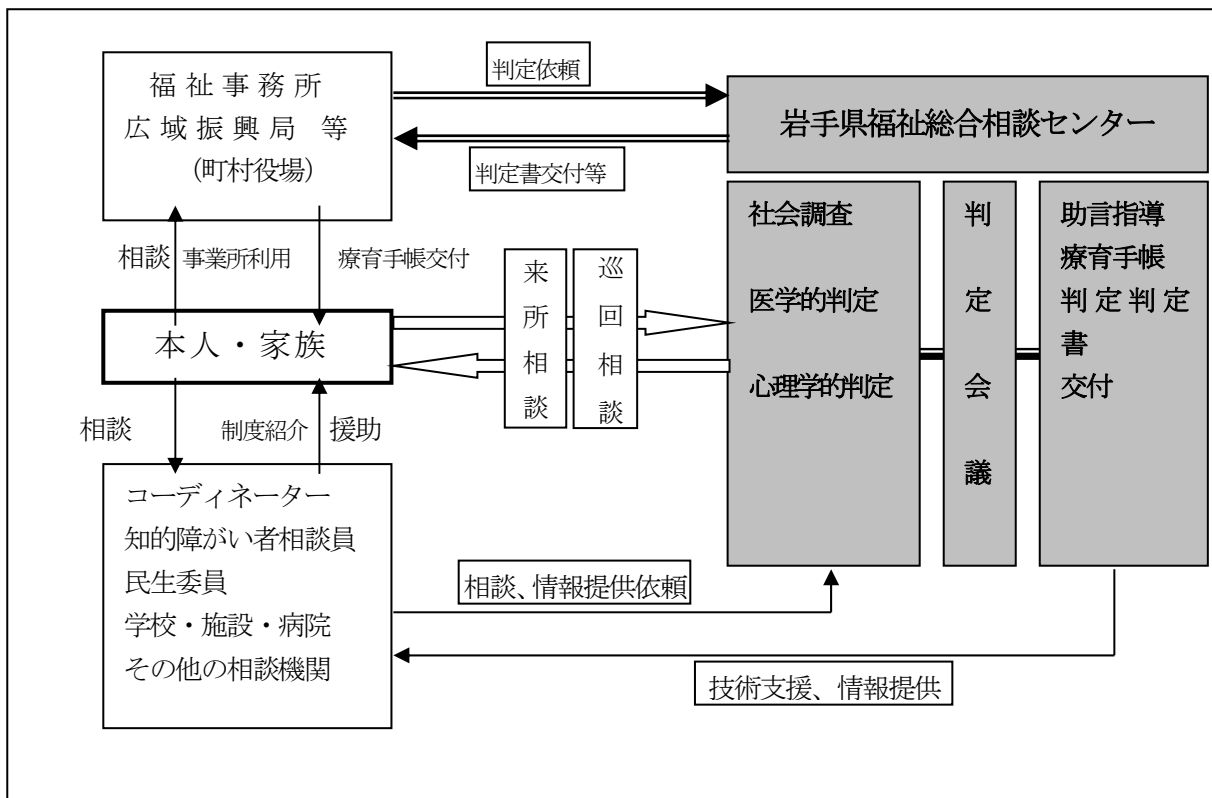 福祉事務所
広域振興局 等
(町村役場)
判定依頼
判定書交付等
岩手県福祉総合相談センター
相談
事業所利用
療育手帳交付
来所相談
巡回相談
本人・家族
社会調査
医学的判定
心理学的判定
判定会議
助言指導
療育手帳
判定判定
書
交付
相談
制度紹介
援助
コーディネーター
知的障がい者相談員
民生委員
学校・施設・病院
その他の相談機関
相談、情報提供依頼
技術支援、情報提供